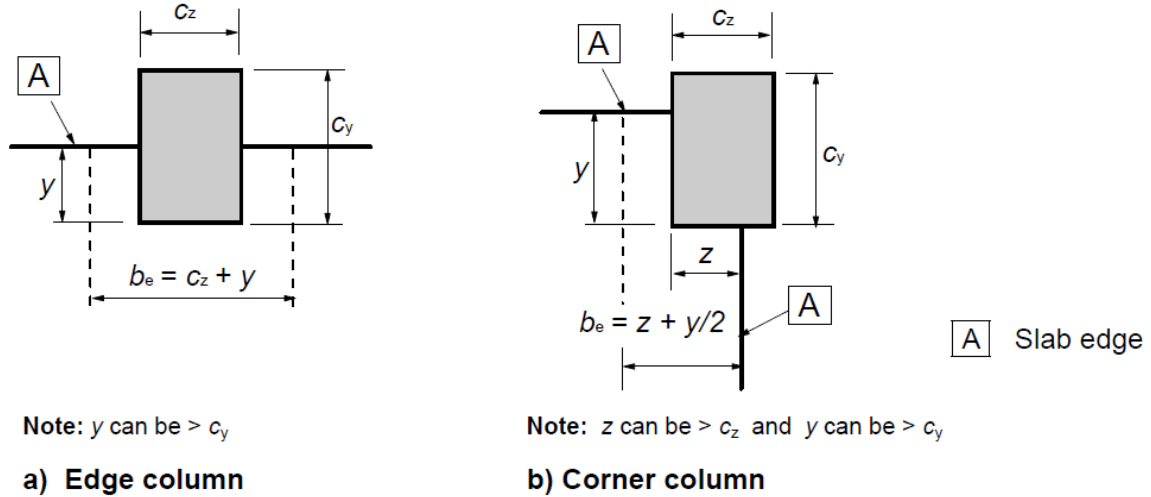 cz
A
cy
y
be = cz + y
Note: y can be > cy
a) Edge column
cz
A
cy
y
z
be = z + y/2
A
Note: z can be > cz and y can be > cy
b) Corner column
A Slab edge